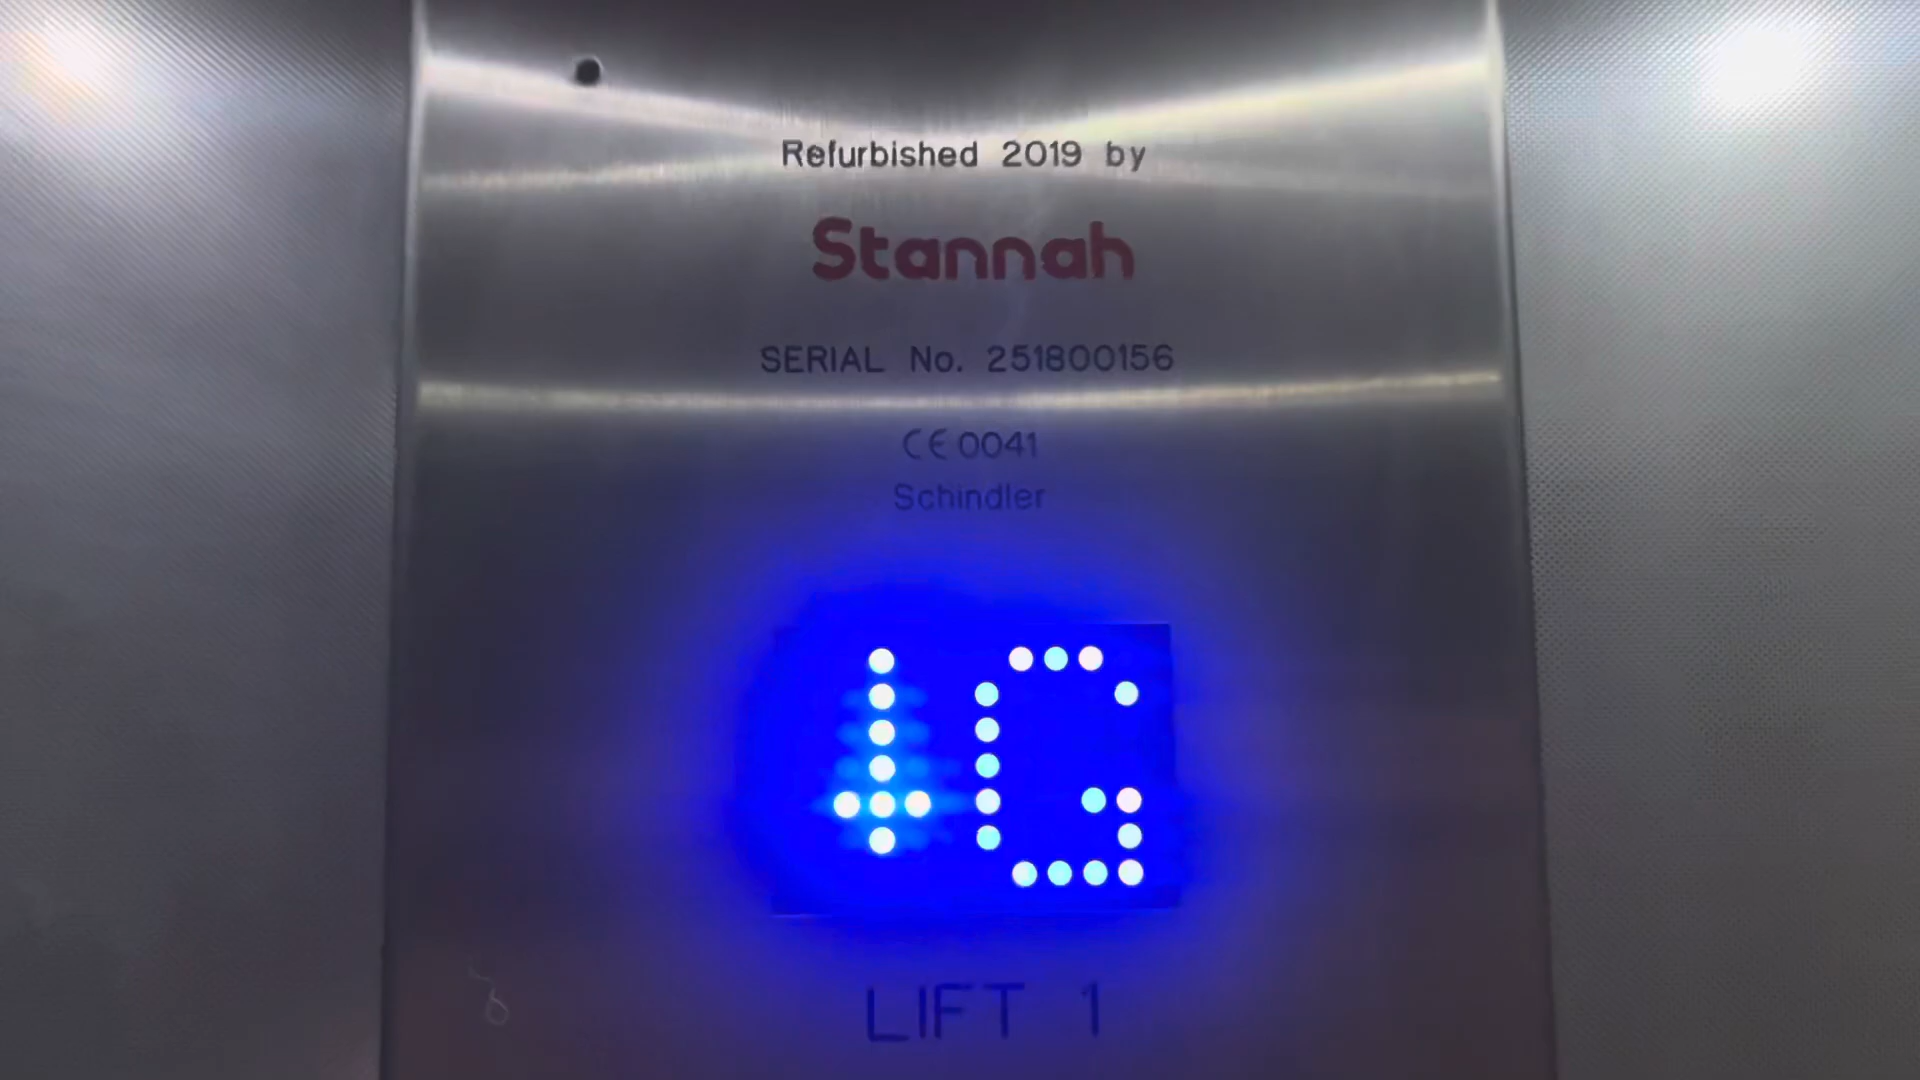 Refurbished 2019 by
Stannah
SERIAL No. 251800156
CE 0041
Schindler
↓ G
LIFT 1